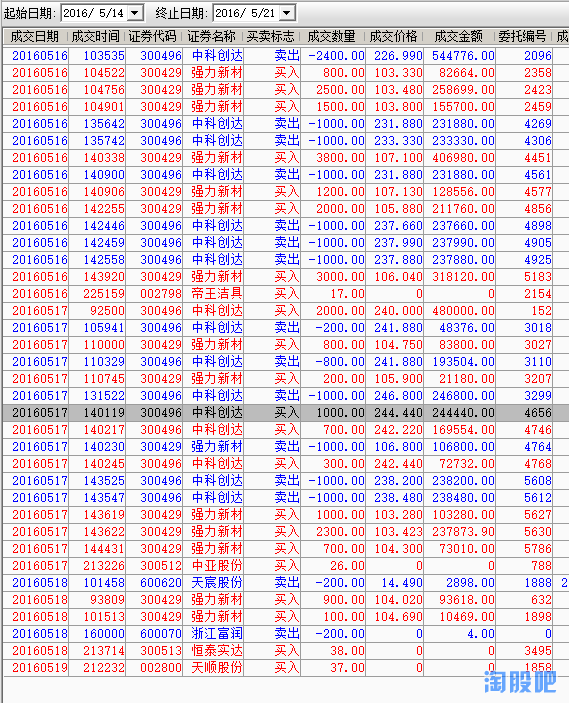 起始日期: 2016/ 5/14 终止日期: 2016/ 5/21
成交日期 成交时间 证券代码 证券名称 买卖标志 成交数量 成交价格 成交金额 委托编号 成
20160516 103535 300496 中科创达 卖出 -2400.00 226.990 544776.00 2096
20160516 104522 300429 强力新材 买入 800.00 103.330 82664.00 2358
20160516 104756 300429 强力新材 买入 2500.00 103.480 258699.00 2423
20160516 104901 300429 强力新材 买入 1500.00 103.800 155700.00 2459
20160516 135642 300496 中科创达 卖出 -1000.00 231.880 231880.00 4269
20160516 135742 300496 中科创达 卖出 -1000.00 233.330 233330.00 4306
20160516 140338 300429 强力新材 买入 3800.00 107.100 406980.00 4451
20160516 140900 300496 中科创达 卖出 -1000.00 231.880 231880.00 4561
20160516 140906 300429 强力新材 买入 1200.00 107.130 128556.00 4577
20160516 142255 300429 强力新材 买入 2000.00 105.880 211760.00 4856
20160516 142446 300496 中科创达 卖出 -1000.00 237.660 237660.00 4898
20160516 142459 300496 中科创达 卖出 -1000.00 237.990 237990.00 4905
20160516 142558 300496 中科创达 卖出 -1000.00 237.880 237880.00 4925
20160516 143920 300429 强力新材 买入 3000.00 106.040 318120.00 5183
20160516 225159 002798 帝王洁具 买入 17.00 0 0 2154
20160517 92500 300496 中科创达 买入 2000.00 240.000 480000.00 152
20160517 105941 300496 中科创达 卖出 -200.00 241.880 48376.00 3018
20160517 110000 300429 强力新材 买入 800.00 104.750 83800.00 3027
20160517 110329 300496 中科创达 卖出 -800.00 241.880 193504.00 3110
20160517 110745 300429 强力新材 买入 200.00 105.900 21180.00 3207
20160517 131522 300496 中科创达 卖出 -1000.00 246.800 246800.00 3299
20160517 140119 300496 中科创达 买入 1000.00 244.440 244440.00 4656
20160517 140217 300496 中科创达 买入 700.00 242.220 169554.00 4746
20160517 140230 300429 强力新材 卖出 -1000.00 106.800 106800.00 4764
20160517 140245 300496 中科创达 买入 300.00 242.440 72732.00 4768
20160517 143525 300496 中科创达 卖出 -1000.00 238.200 238200.00 5608
20160517 143547 300496 中科创达 卖出 -1000.00 238.480 238480.00 5612
20160517 143619 300429 强力新材 买入 1000.00 103.280 103280.00 5627
20160517 143622 300429 强力新材 买入 2300.00 103.423 237873.90 5630
20160517 144431 300429 强力新材 买入 700.00 104.300 73010.00 5786
20160517 213226 300512 中亚股份 买入 26.00 0 0 788
20160518 101458 600620 天宸股份 卖出 -200.00 14.490 2898.00 1888 2
20160518 93809 300429 强力新材 买入 900.00 104.020 93618.00 632
20160518 101513 300429 强力新材 买入 100.00 104.690 10469.00 1898
20160518 160000 600070 浙江富润 卖出 -200.00 0 4.00 0
20160518 213714 300513 恒泰实达 买入 38.00 0 0 3495
20160519 212232 002800 天顺股份 买入 37.00 0 0 1858
淘股吧